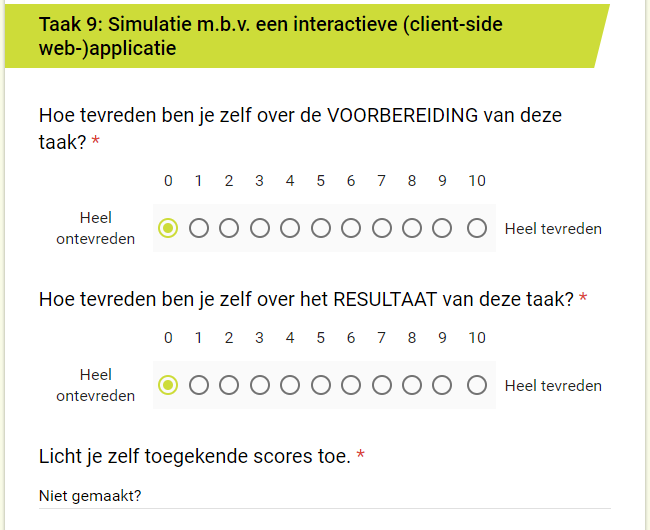 Taak 9: Simulatie m.b.v. een interactieve (client-side
web-)applicatie
Hoe tevreden ben je zelf over de VOORBEREIDING van deze
taak? *
0 1 2 3 4 5 6 7 8 9 10
Heel
ontevreden
Heel tevreden
Hoe tevreden ben je zelf over het RESULTAAT van deze taak? *
0 1 2 3 4 5 6 7 8 9 10
Heel
ontevreden
Heel tevreden
Licht je zelf toegekende scores toe. *
Niet gemaakt?